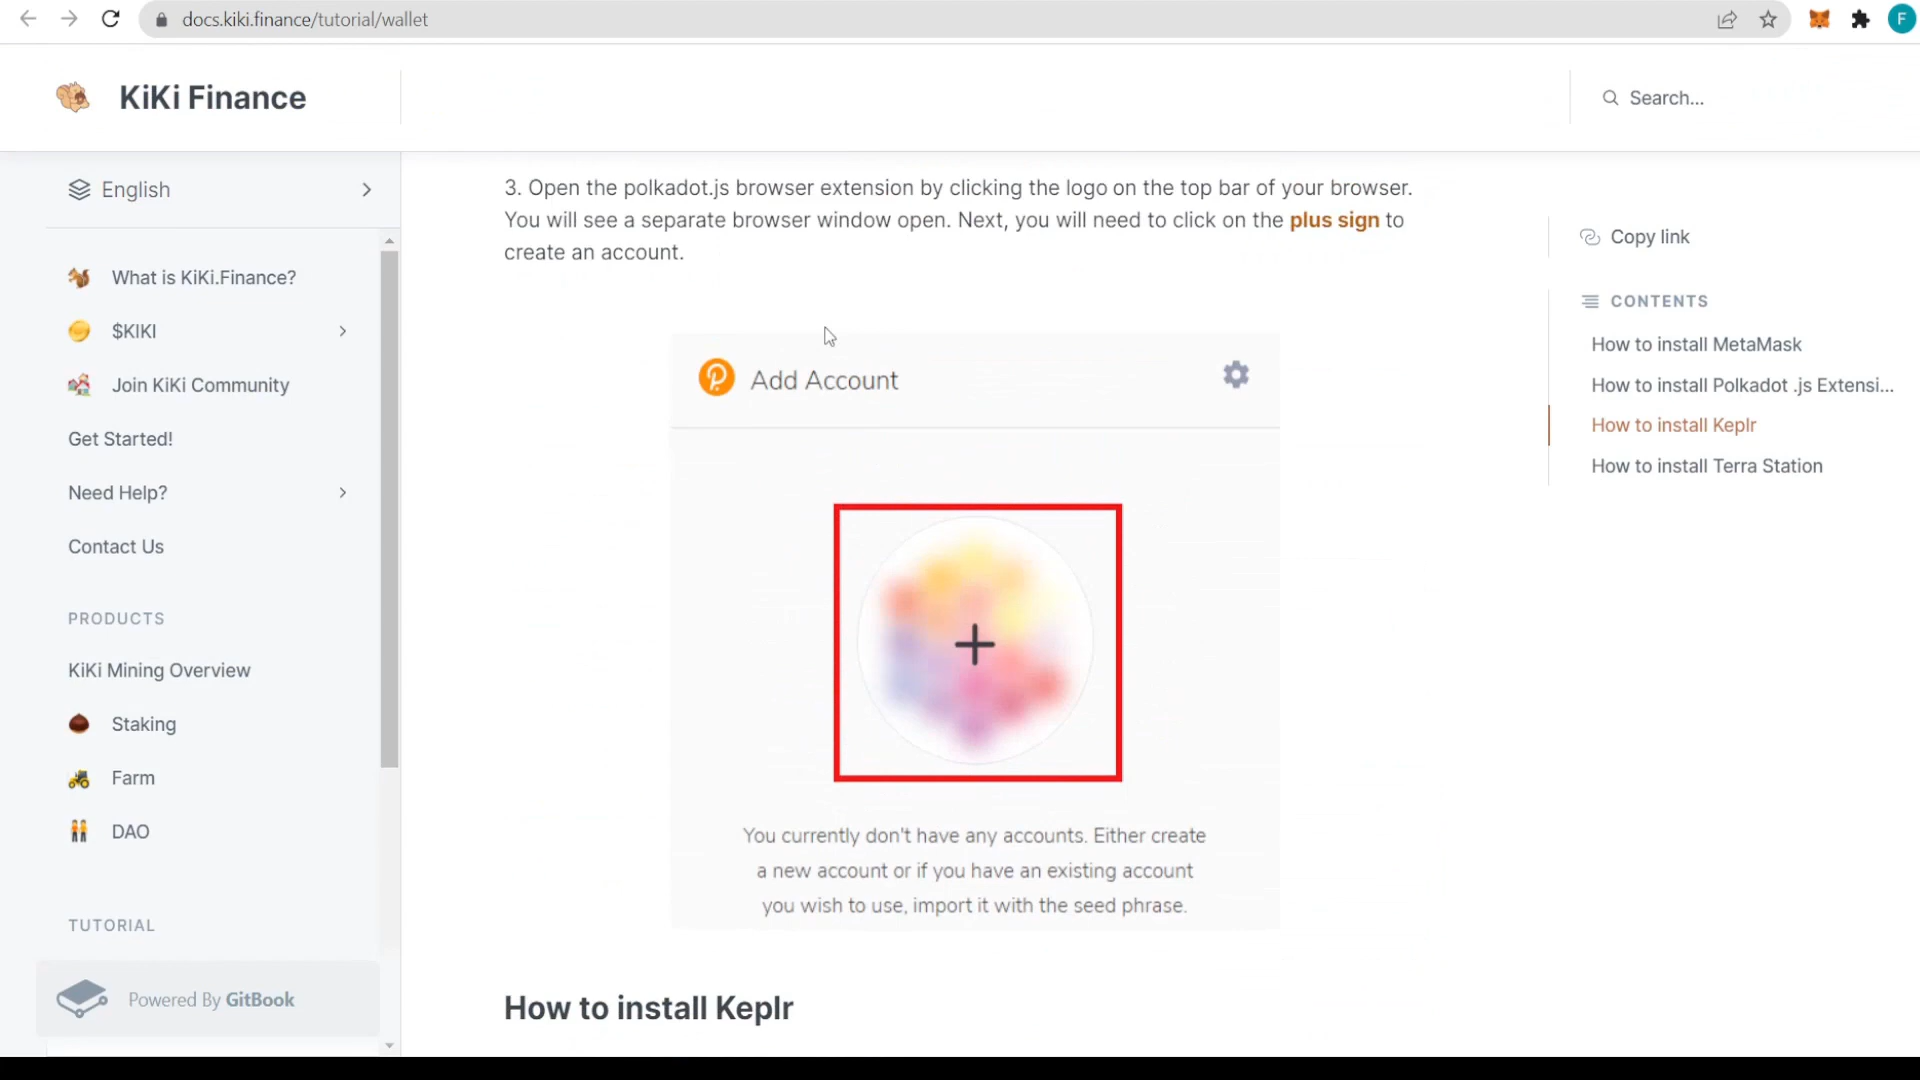 docs.kiki.finance/tutorial/wallet
F
KiKi Finance
Search...
English
What is KiKi.Finance?
$KIKI
Join KiKi Community
Get Started!
Need Help?
Contact Us
PRODUCTS
KiKi Mining Overview
Staking
Farm
DAO
TUTORIAL
Powered By GitBook
3. Open the polkadot.js browser extension by clicking the logo on the top bar of your browser.
You will see a separate browser window open. Next, you will need to click on the plus sign to
create an account.
Add Account
You currently don't have any accounts. Either create
a new account or if you have an existing account
you wish to use, import it with the seed phrase.
How to install Keplr
Copy link
CONTENTS
How to install MetaMask
How to install Polkadot .js Extensi...
How to install Keplr
How to install Terra Station